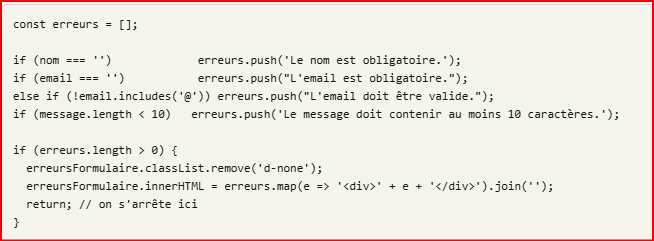 const erreurs = [];
if (nom === '')             erreurs.push('Le nom est obligatoire.');
if (email === '')           erreurs.push("L'email est obligatoire.");
else if (!email.includes('@')) erreurs.push("L'email doit être valide.");
if (message.length < 10)   erreurs.push('Le message doit contenir au moins 10 caractères.');
if (erreurs.length > 0) {
  erreursFormulaire.classList.remove('d-none');
  erreursFormulaire.innerHTML = erreurs.map(e => '<div>' + e + '</div>').join('');
  return; // on s'arrête ici
}